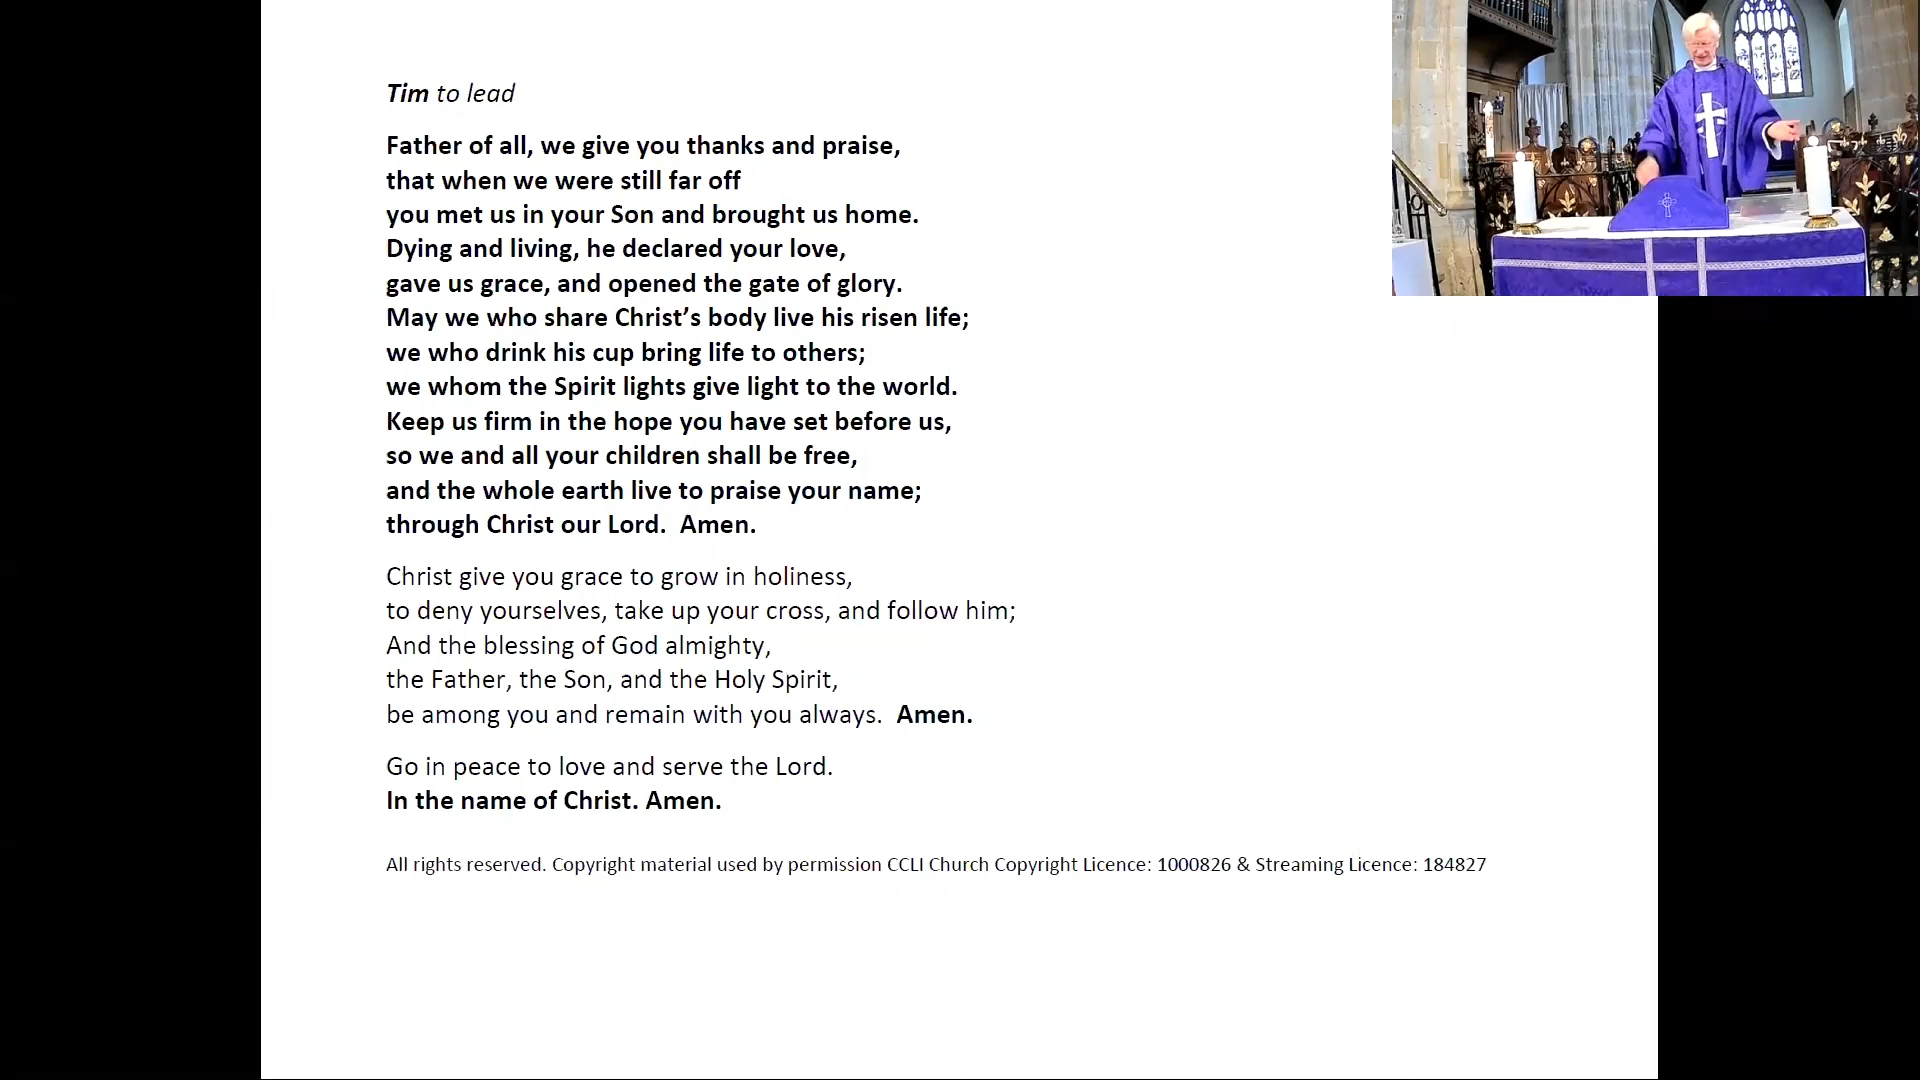 Tim to lead
Father of all, we give you thanks and praise,
that when we were still far off
you met us in your Son and brought us home.
Dying and living, he declared your love,
gave us grace, and opened the gate of glory.
May we who share Christ’s body live his risen life;
we who drink his cup bring life to others;
we whom the Spirit lights give light to the world.
Keep us firm in the hope you have set before us,
so we and all your children shall be free,
and the whole earth live to praise your name;
through Christ our Lord.  Amen.
Christ give you grace to grow in holiness,
to deny yourselves, take up your cross, and follow him;
And the blessing of God almighty,
the Father, the Son, and the Holy Spirit,
be among you and remain with you always.  Amen.
Go in peace to love and serve the Lord.
In the name of Christ. Amen.
All rights reserved. Copyright material used by permission CCLI Church Copyright Licence: 1000826 & Streaming Licence: 184827